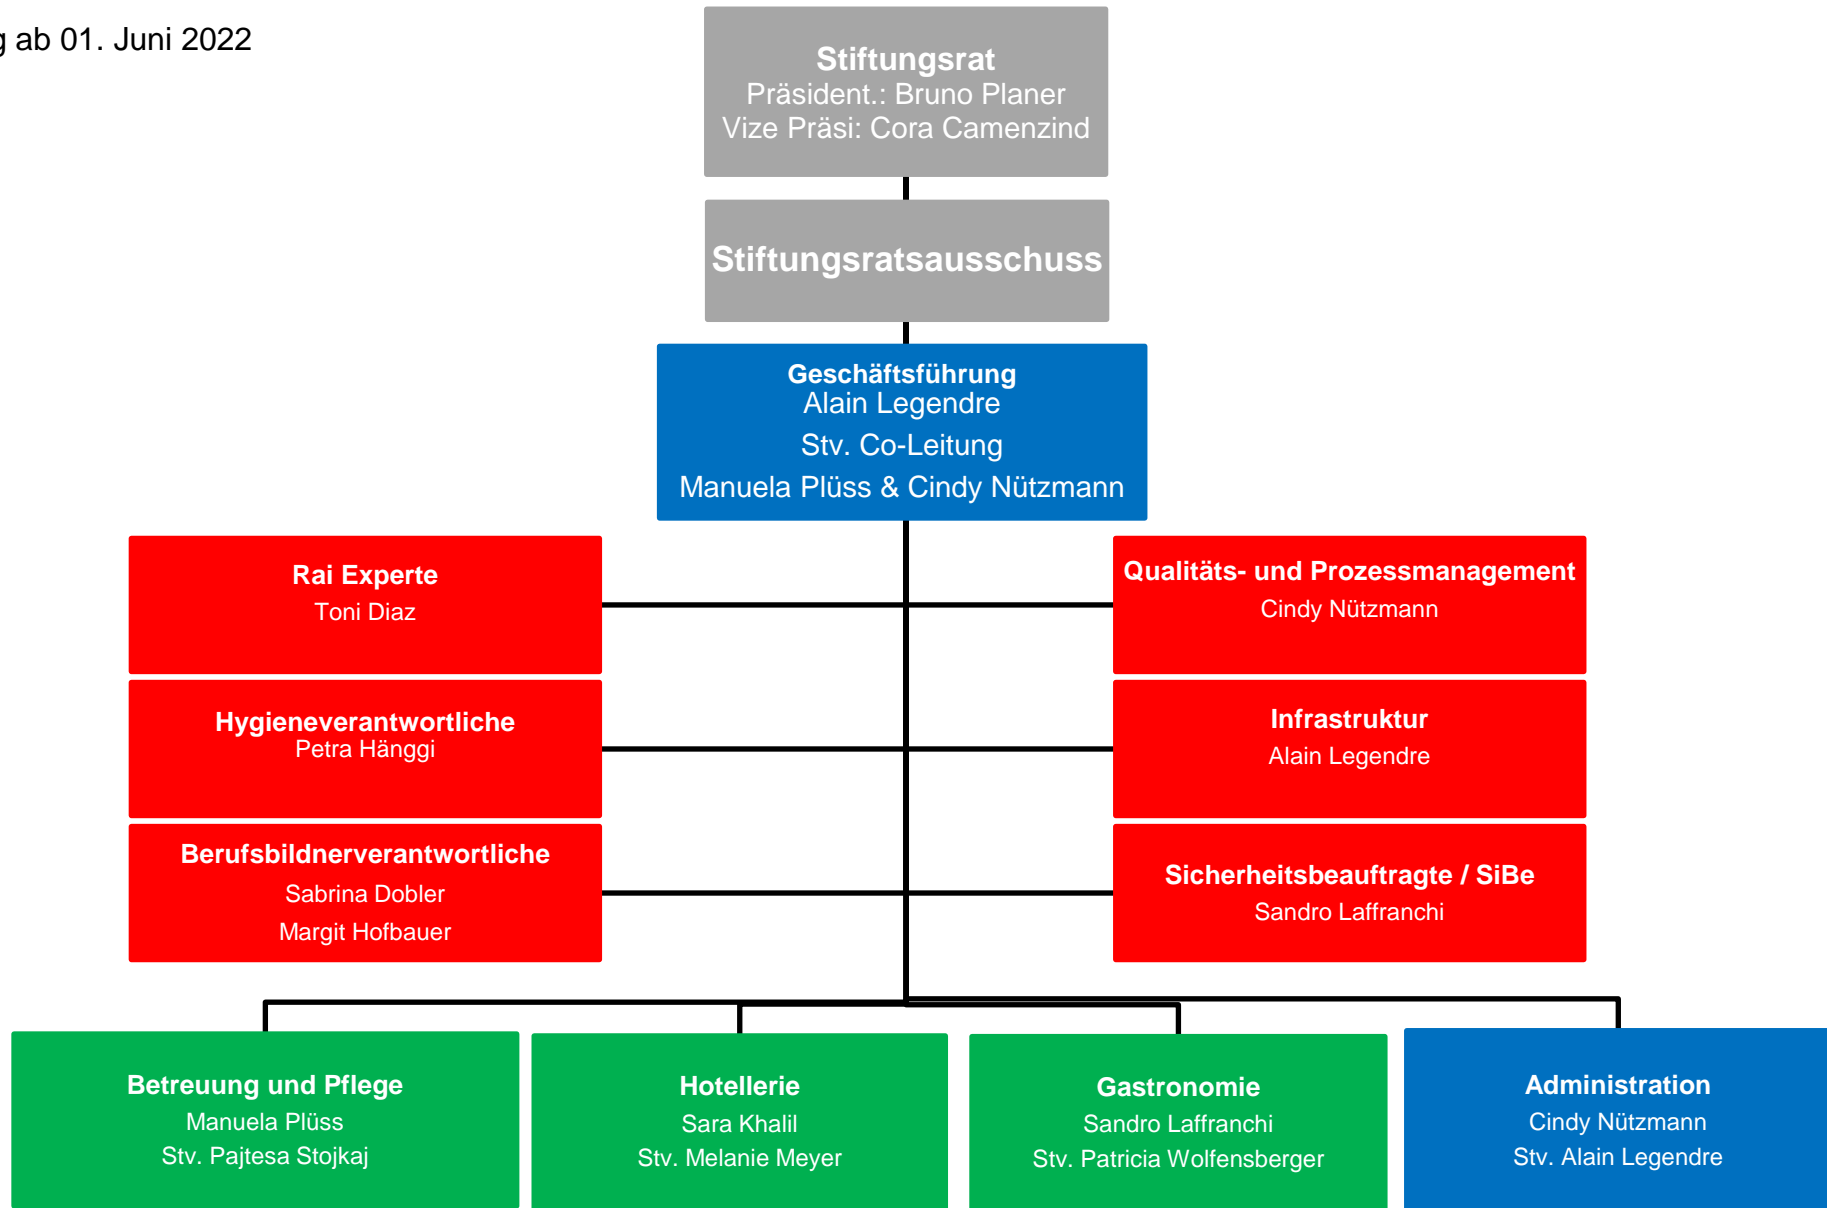 ab 01. Juni 2022
Stiftungsrat
Präsident.: Bruno Planer
Vize Präsi: Cora Camenzind
Stiftungsratsausschuss
Geschäftsführung
Alain Legendre
Stv. Co-Leitung
Manuela Plüss & Cindy Nützmann
Rai Experte
Toni Diaz
Qualitäts- und Prozessmanagement
Cindy Nützmann
Hygieneverantwortliche
Petra Hänggi
Infrastruktur
Alain Legendre
Berufsbildnerverantwortliche
Sabrina Dobler
Margit Hofbauer
Sicherheitsbeauftragte / SiBe
Sandro Laffranchi
Betreuung und Pflege
Manuela Plüss
Stv. Pajtesa Stojkaj
Hotellerie
Sara Khalil
Stv. Melanie Meyer
Gastronomie
Sandro Laffranchi
Stv. Patricia Wolfensberger
Administration
Cindy Nützmann
Stv. Alain Legendre